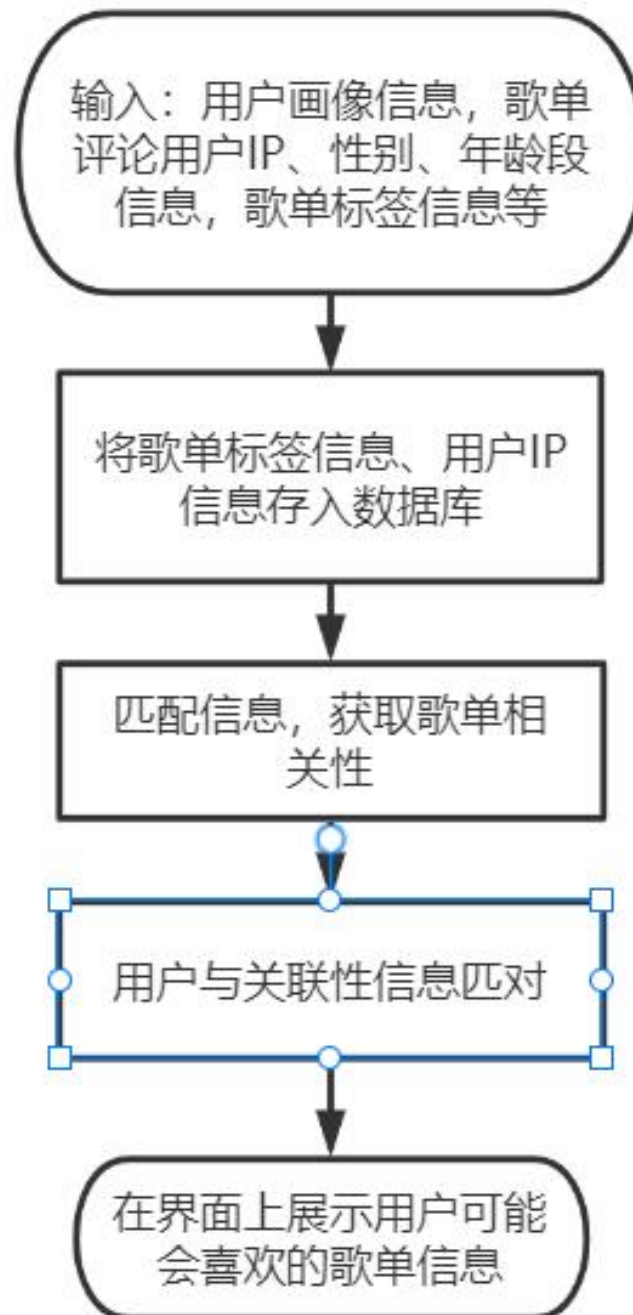 输入：用户画像信息，歌单
评论用户IP、性别、年龄段
信息，歌单标签信息等
将歌单标签信息、用户IP
信息存入数据库
匹配信息，获取歌单相
关性
用户与关联性信息匹对
在界面上展示用户可能
会喜欢的歌单信息